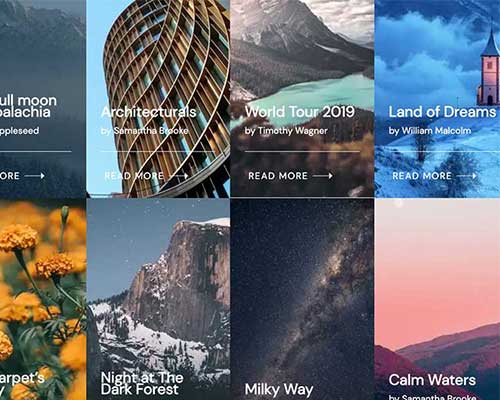 ull moon
palachia
ppleseed
ORE
Architecturals
by Samantha Brooke
READ MORE
World Tour 2019
by Timothy Wagner
READ MORE
Land of Dreams
by William Malcolm
READ MORE
arpet's
Night at The
Dark Forest
Milky Way
Calm Waters
by Samantha Brooke